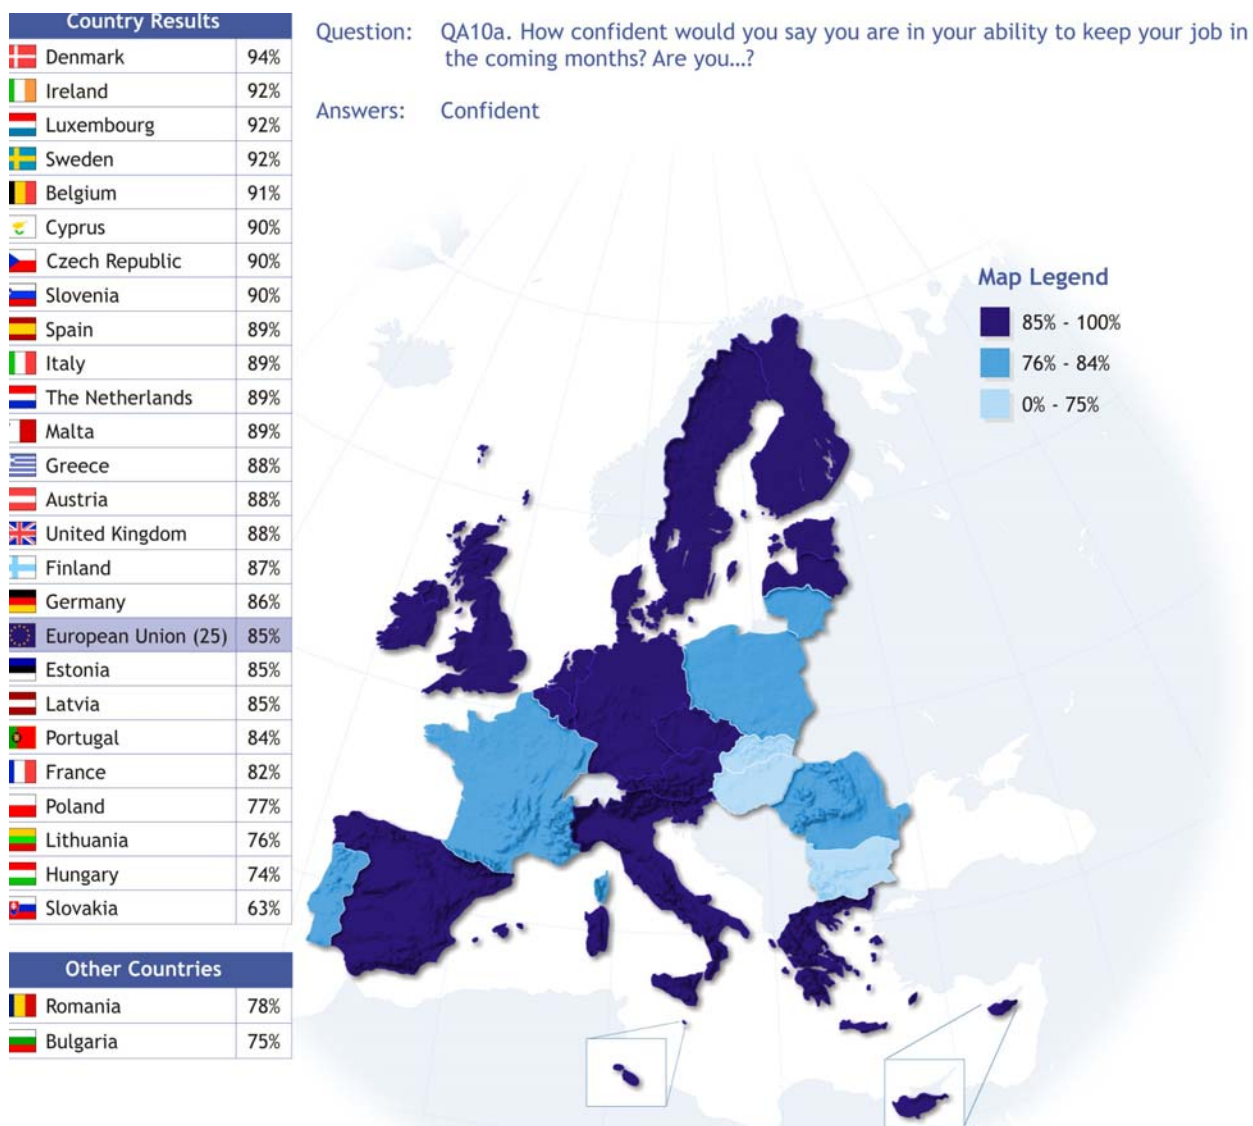 Country Results
Denmark 94%
Ireland 92%
Luxembourg 92%
Sweden 92%
Belgium 91%
Cyprus 90%
Czech Republic 90%
Slovenia 90%
Spain 89%
Italy 89%
The Netherlands 89%
Malta 89%
Greece 88%
Austria 88%
United Kingdom 88%
Finland 87%
Germany 86%
European Union (25) 85%
Estonia 85%
Latvia 85%
Portugal 84%
France 82%
Poland 77%
Lithuania 76%
Hungary 74%
Slovakia 63%
Other Countries
Romania 78%
Bulgaria 75%
Question: QA10a. How confident would you say you are in your ability to keep your job in
the coming months? Are you…?
Answers: Confident
Map Legend
85% - 100%
76% - 84%
0% - 75%